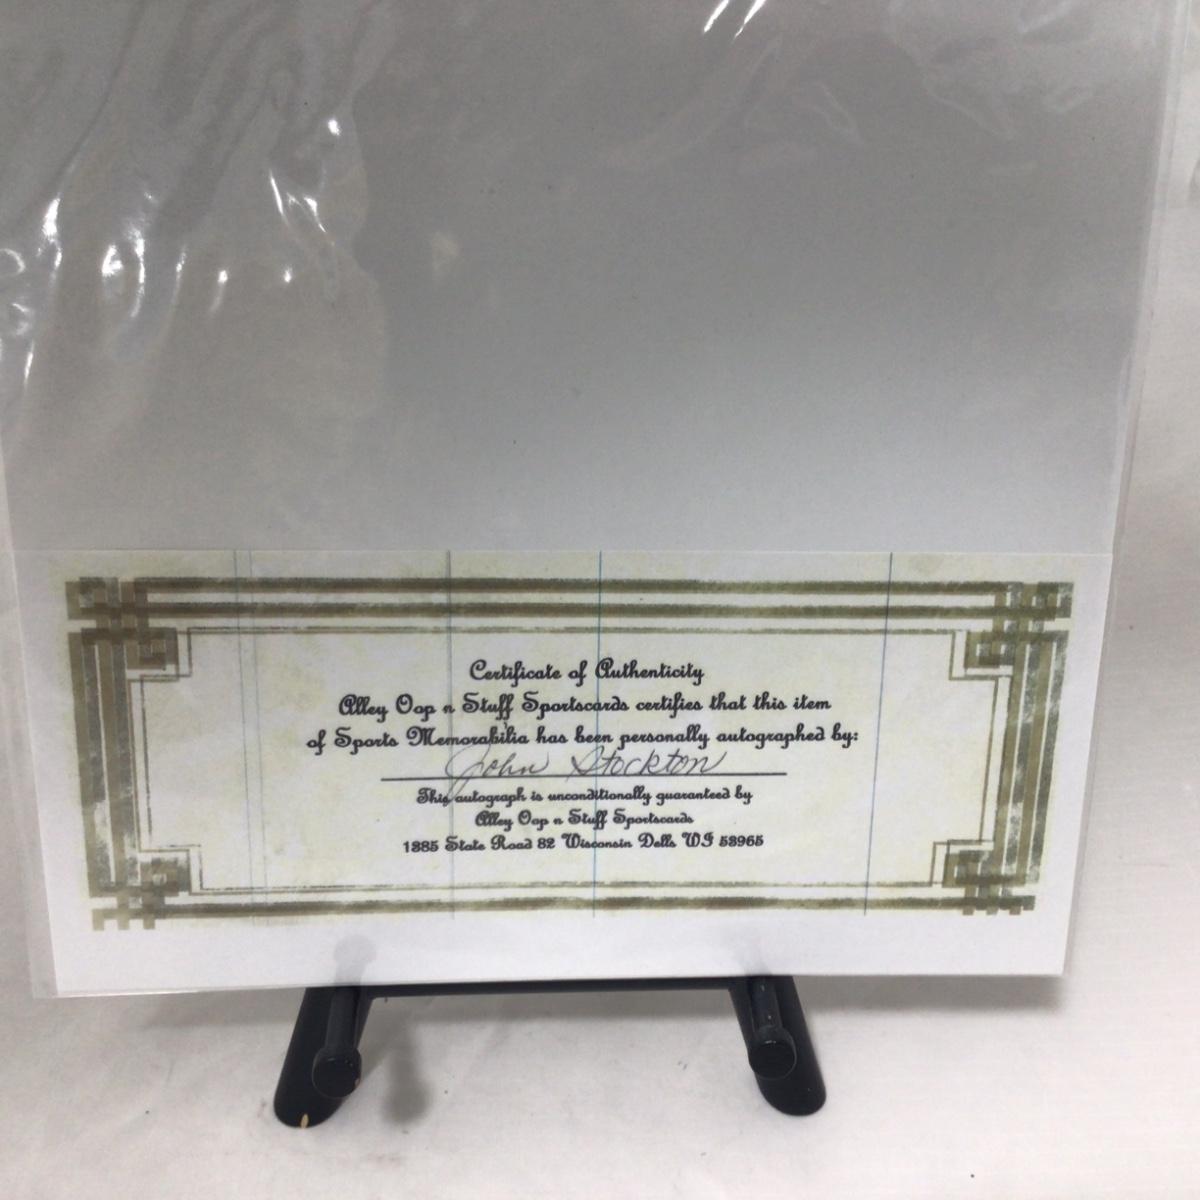 Certificate of Authenticity
Alley Oop n Stuff Sportscards certifies that this item
of Sports Memorabilia has been personally autographed by:
John Stockton
This autograph is unconditionally guaranteed by
Alley Oop n Stuff Sportscards
1385 State Road 82 Wisconsin Dells WI 53965